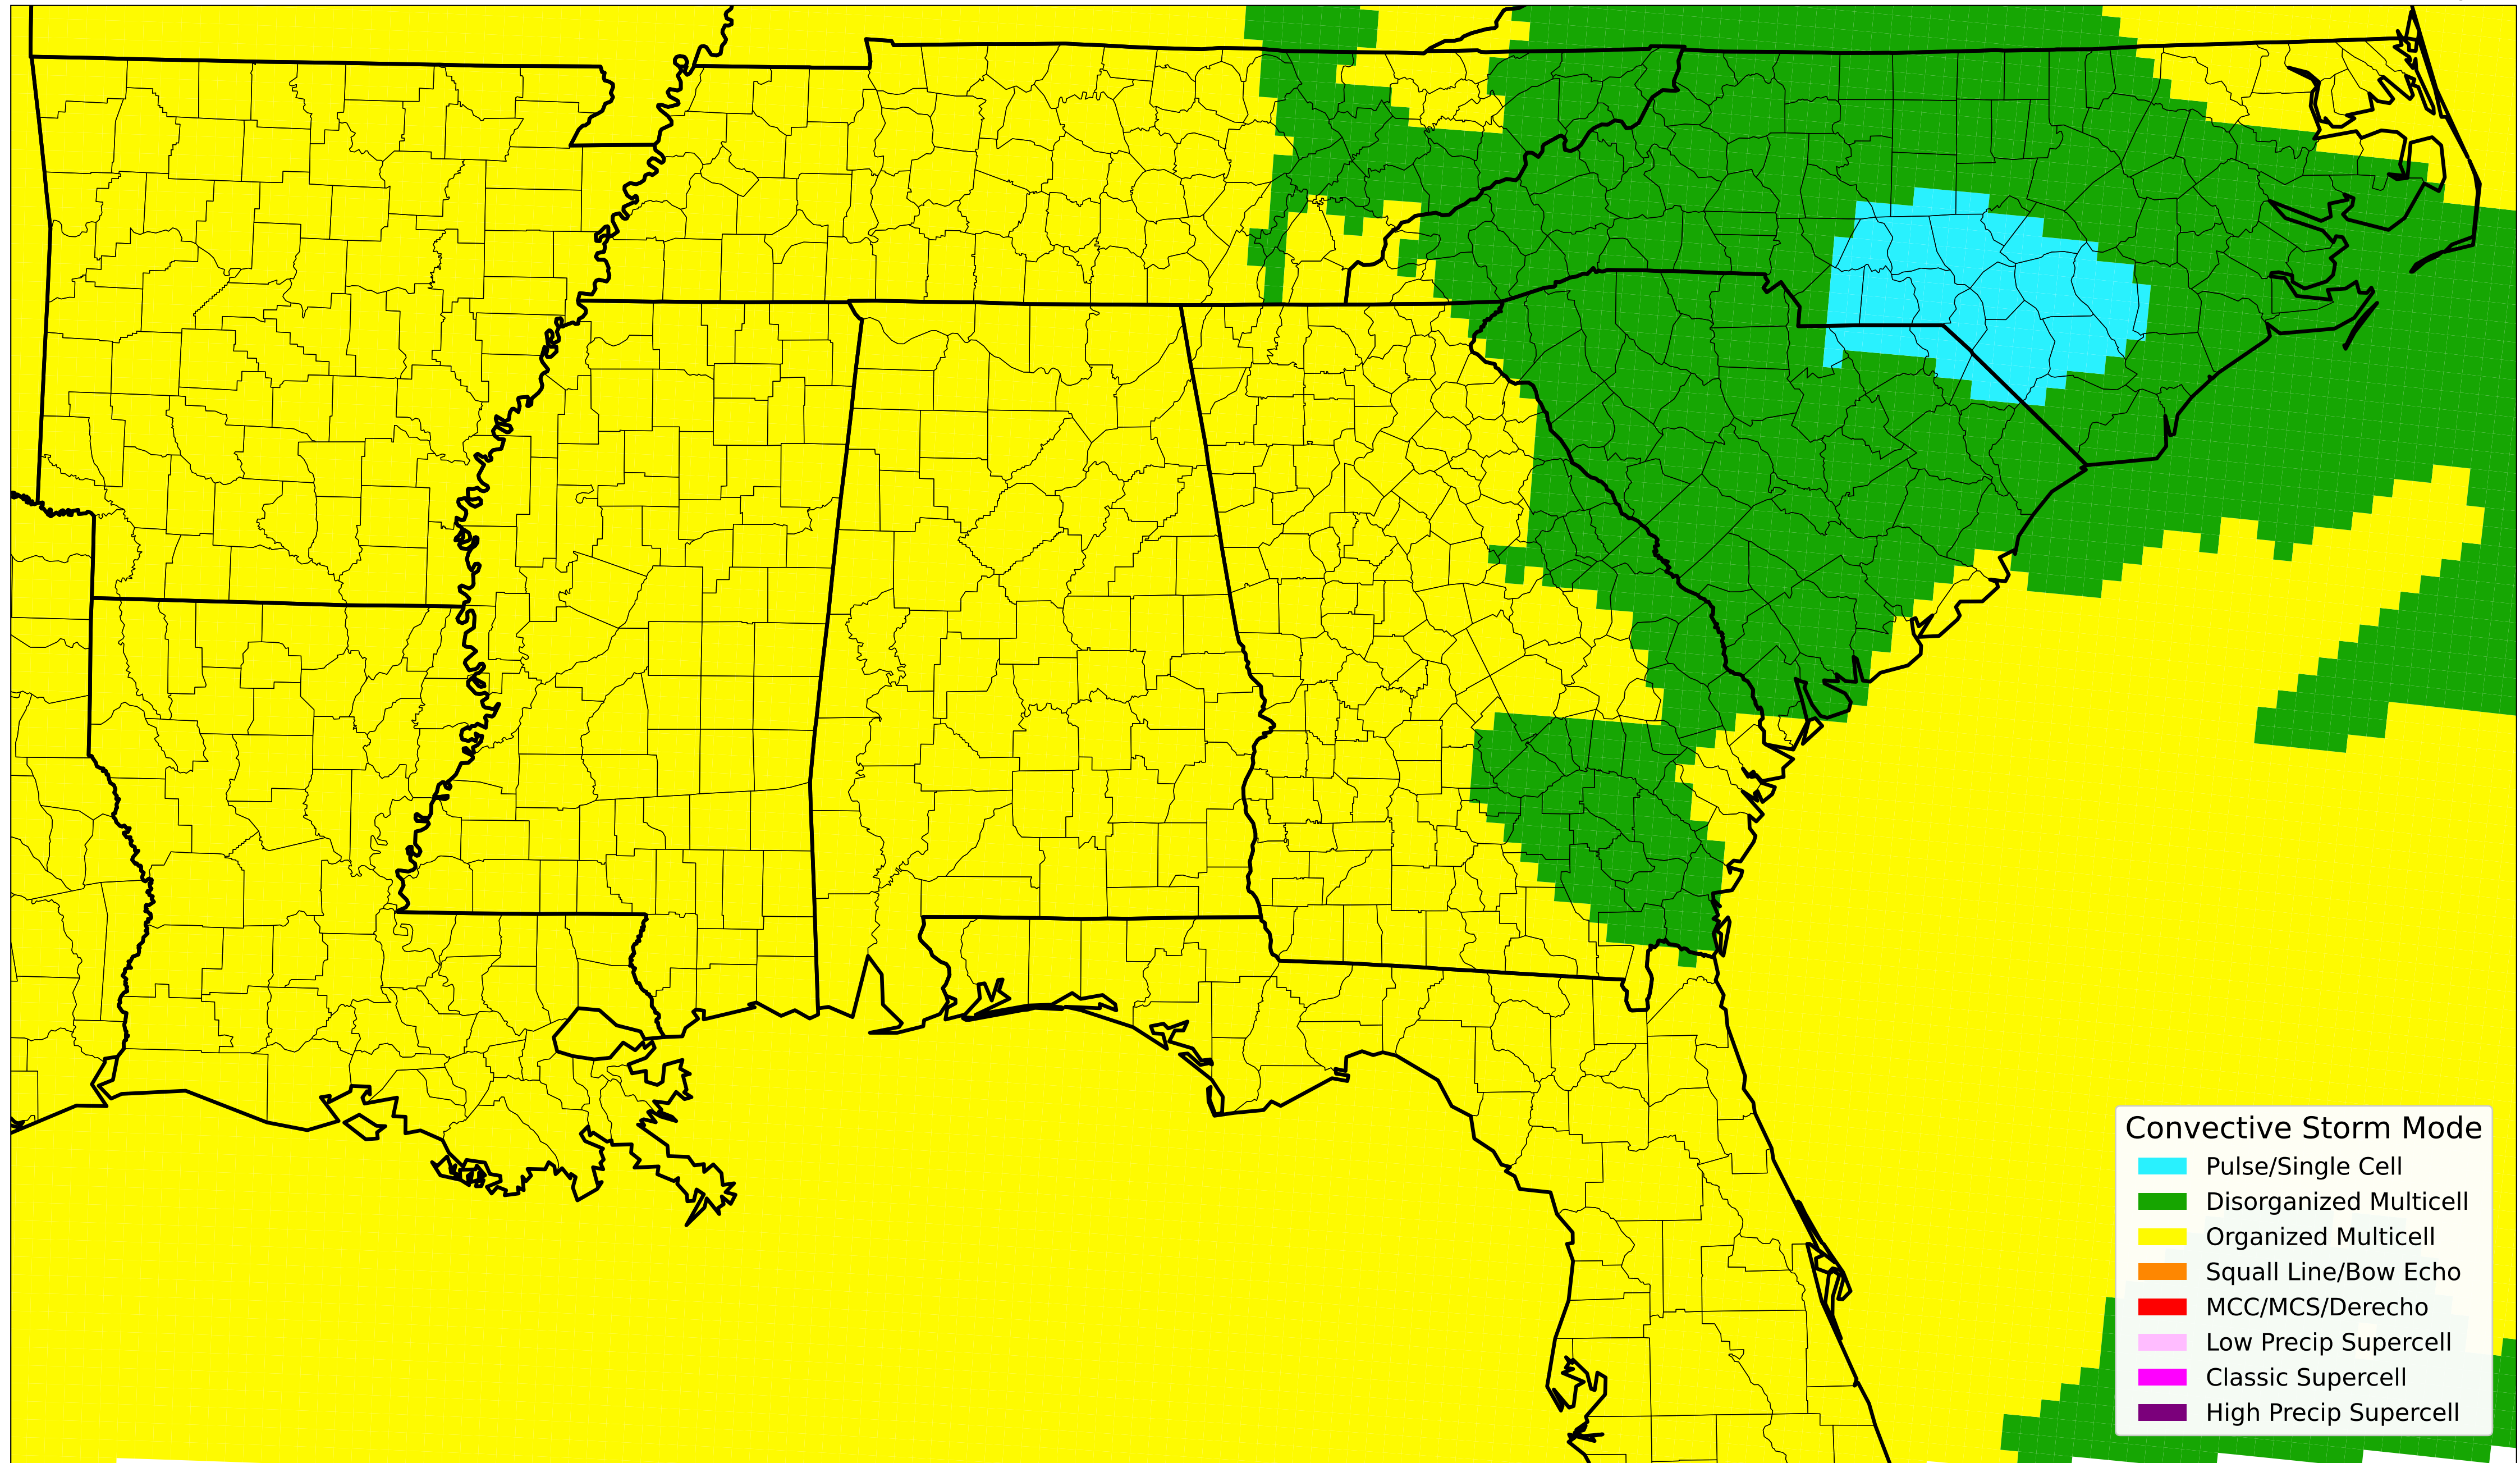 Convective Storm Mode
Pulse/Single Cell
Disorganized Multicell
Organized Multicell
Squall Line/Bow Echo
MCC/MCS/Derecho
Low Precip Supercell
Classic Supercell
High Precip Supercell